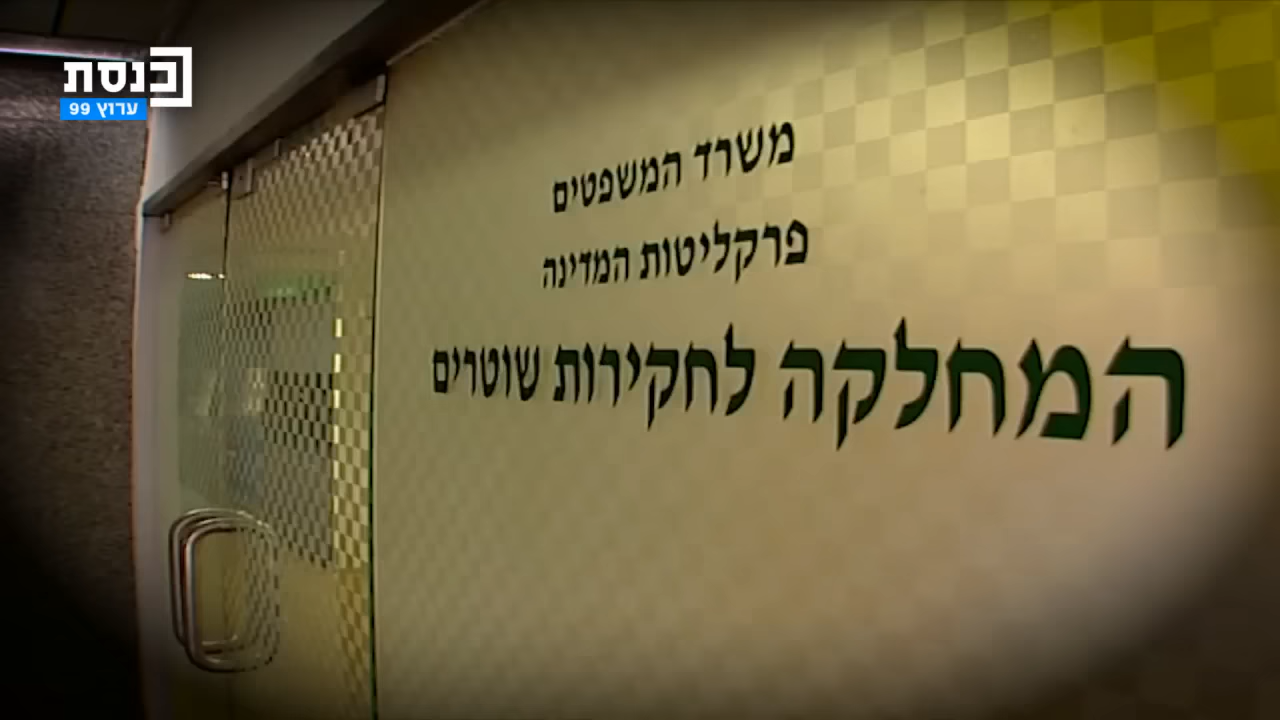 כנסת
ערוץ 99
משרד המשפטים
פרקליטות המדינה
המחלקה לחקירות שוטרים